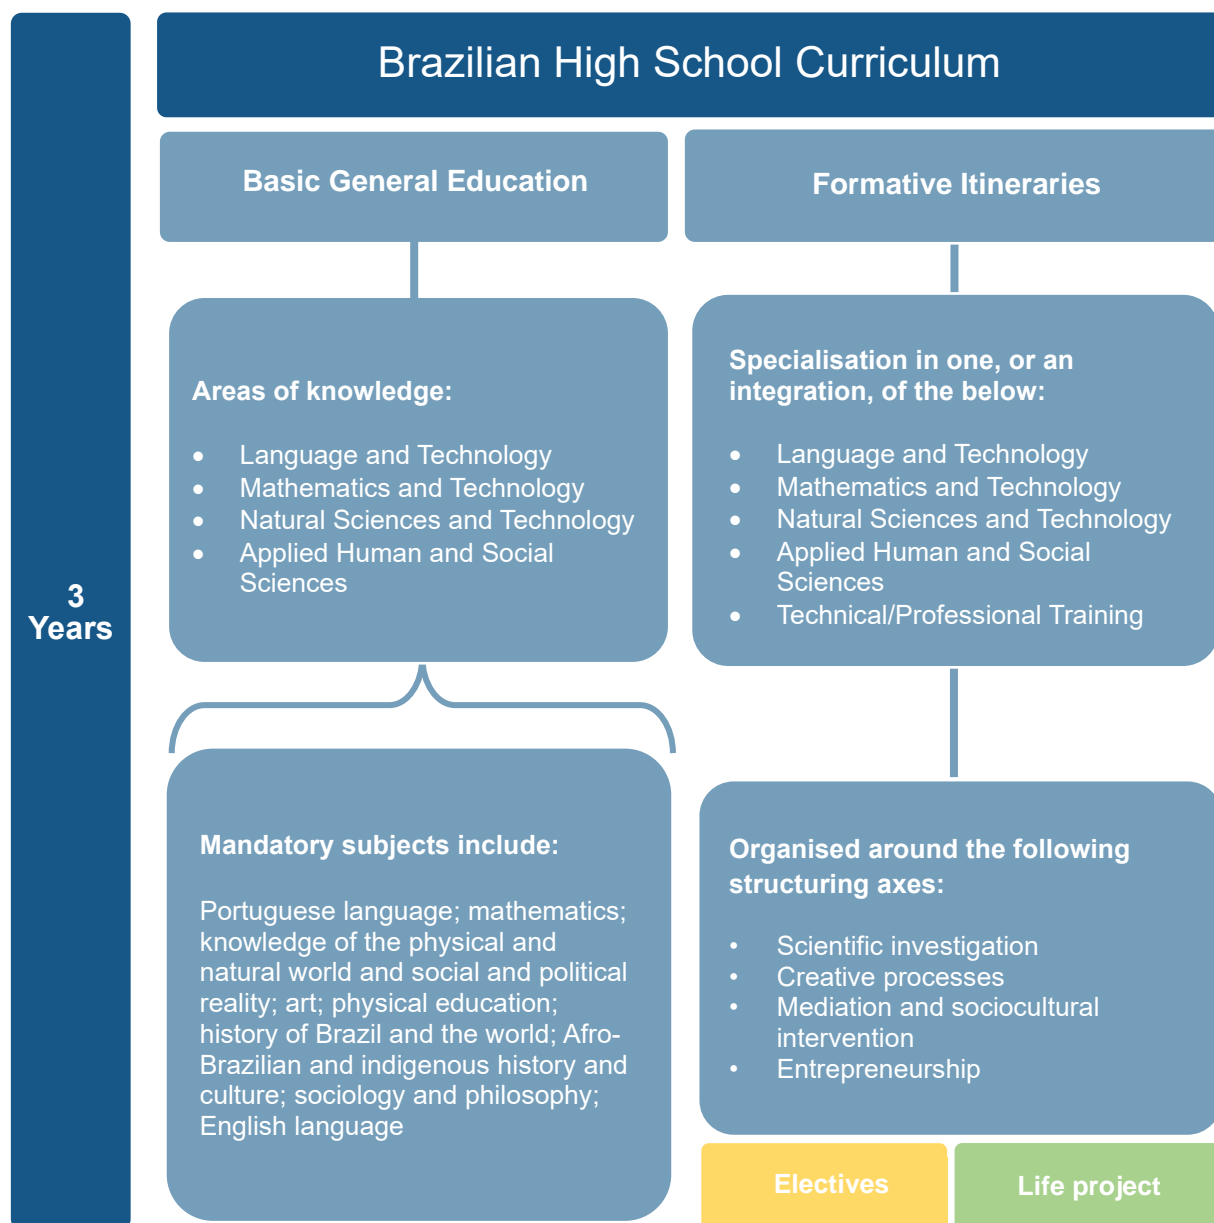 Brazilian High School Curriculum
3
Years
Basic General Education
Areas of knowledge:
• Language and Technology
• Mathematics and Technology
• Natural Sciences and Technology
• Applied Human and Social
Sciences
Mandatory subjects include:
Portuguese language; mathematics;
knowledge of the physical and
natural world and social and political
reality; art; physical education;
history of Brazil and the world; Afro-
Brazilian and indigenous history and
culture; sociology and philosophy;
English language
Formative Itineraries
Specialisation in one, or an
integration, of the below:
• Language and Technology
• Mathematics and Technology
• Natural Sciences and Technology
• Applied Human and Social
Sciences
• Technical/Professional Training
Organised around the following
structuring axes:
• Scientific investigation
• Creative processes
• Mediation and sociocultural
intervention
• Entrepreneurship
Electives
Life project